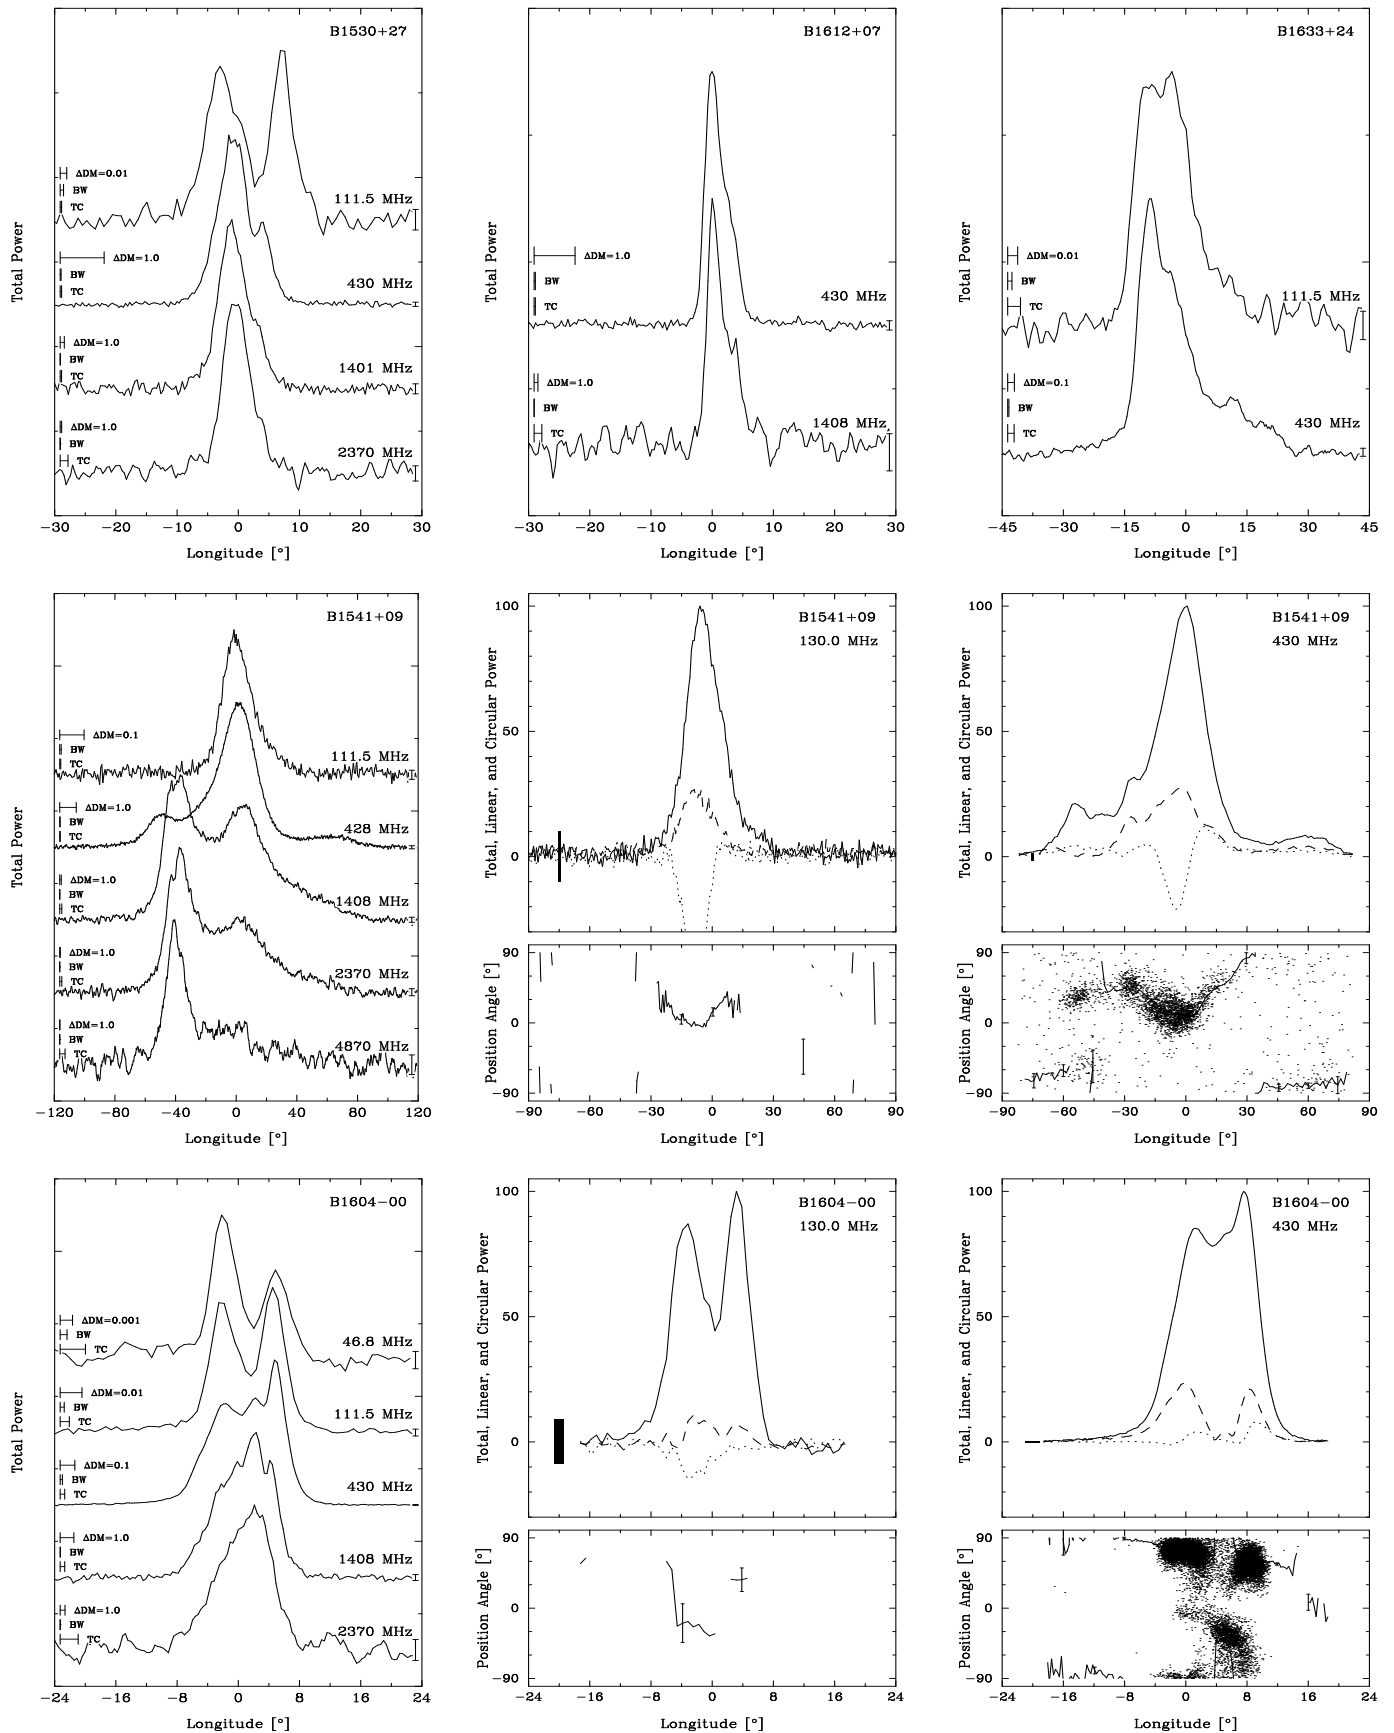 B1530+27
ΔDM=0.01
BW
TC
111.5 MHz
ΔDM=1.0
BW
TC
430 MHz
ΔDM=1.0
BW
TC
1401 MHz
ΔDM=1.0
BW
TC
2370 MHz
Total Power
−30 −20 −10 0 10 20 30
Longitude [°]
B1612+07
ΔDM=1.0
BW
TC
430 MHz
ΔDM=1.0
BW
TC
1408 MHz
Total Power
−30 −20 −10 0 10 20 30
Longitude [°]
B1633+24
ΔDM=0.01
BW
TC
111.5 MHz
ΔDM=0.1
BW
TC
430 MHz
Total Power
−45 −30 −15 0 15 30 45
Longitude [°]
B1541+09
ΔDM=0.1
BW
TC
111.5 MHz
ΔDM=1.0
BW
TC
428 MHz
ΔDM=1.0
BW
TC
1408 MHz
ΔDM=1.0
BW
TC
2370 MHz
ΔDM=1.0
BW
TC
4870 MHz
Total Power
−120 −80 −40 0 40 80 120
Longitude [°]
B1541+09
130.0 MHz
100
50
0
Total, Linear, and Circular Power
90
0
−90
Position Angle [°]
−90 −60 −30 0 30 60 90
Longitude [°]
B1541+09
430 MHz
100
50
0
Total, Linear, and Circular Power
90
0
−90
Position Angle [°]
−90 −60 −30 0 30 60 90
Longitude [°]
B1604−00
ΔDM=0.001
BW
TC
46.8 MHz
ΔDM=0.01
BW
TC
111.5 MHz
ΔDM=0.1
BW
TC
430 MHz
ΔDM=1.0
BW
TC
1408 MHz
ΔDM=1.0
BW
TC
2370 MHz
Total Power
−24 −16 −8 0 8 16 24
Longitude [°]
B1604−00
130.0 MHz
100
50
0
Total, Linear, and Circular Power
90
0
−90
Position Angle [°]
−24 −16 −8 0 8 16 24
Longitude [°]
B1604−00
430 MHz
100
50
0
Total, Linear, and Circular Power
90
0
−90
Position Angle [°]
−24 −16 −8 0 8 16 24
Longitude [°]